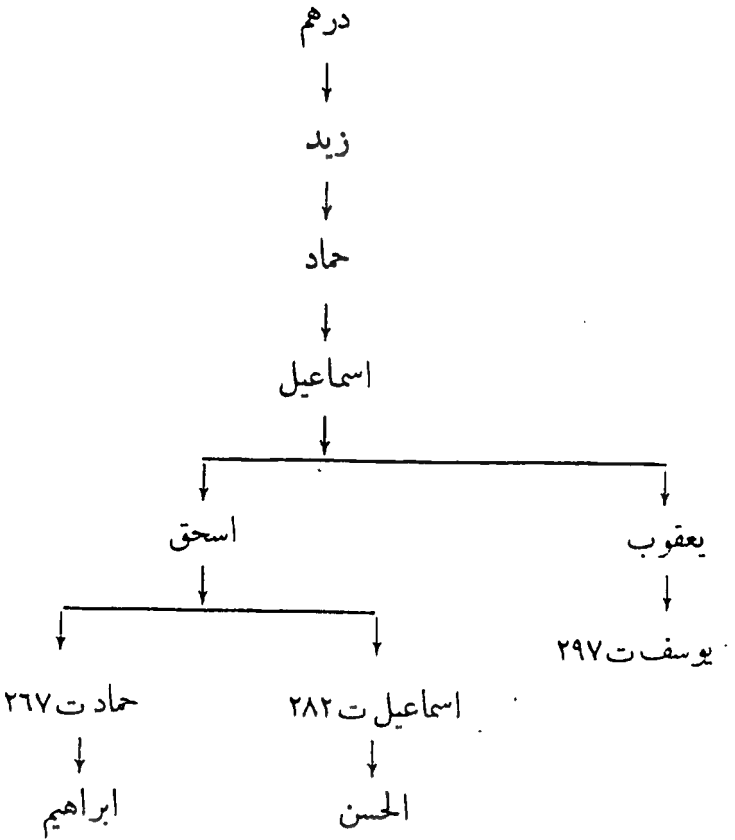 درهم
زيد
حماد
اسماعيل
يعقوب
اسحق
يوسف ت ٢٩٧
اسماعيل ت ٢٨٢
حماد ت ٢٦٧
الحسن
ابراهيم